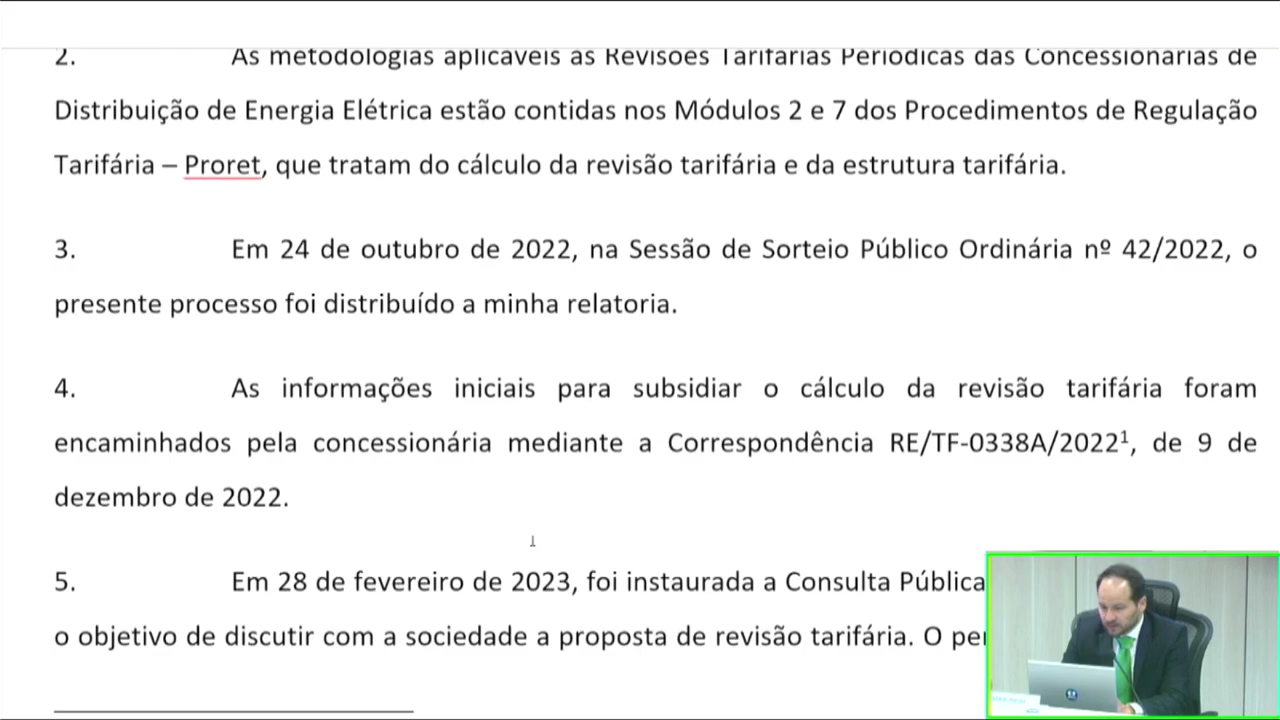 2. As metodologias aplicáveis às Revisões Tarifárias Periódicas das Concessionárias de
Distribuição de Energia Elétrica estão contidas nos Módulos 2 e 7 dos Procedimentos de Regulação
Tarifária – Proret, que tratam do cálculo da revisão tarifária e da estrutura tarifária.
3. Em 24 de outubro de 2022, na Sessão de Sorteio Público Ordinária nº 42/2022, o
presente processo foi distribuído a minha relatoria.
4. As informações iniciais para subsidiar o cálculo da revisão tarifária foram
encaminhados pela concessionária mediante a Correspondência RE/TF-0338A/2022¹, de 9 de
dezembro de 2022.
5. Em 28 de fevereiro de 2023, foi instaurada a Consulta Pública
o objetivo de discutir com a sociedade a proposta de revisão tarifária. O